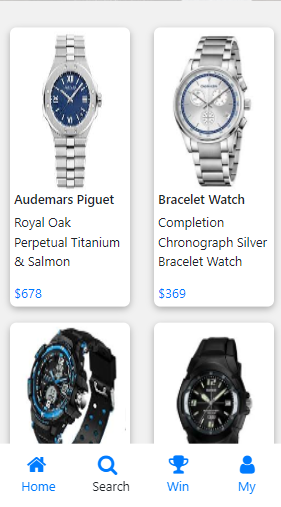 Audemars Piguet
Royal Oak
Perpetual Titanium
& Salmon
$678
Bracelet Watch
Completion
Chronograph Silver
Bracelet Watch
$369
Home
Search
Win
My